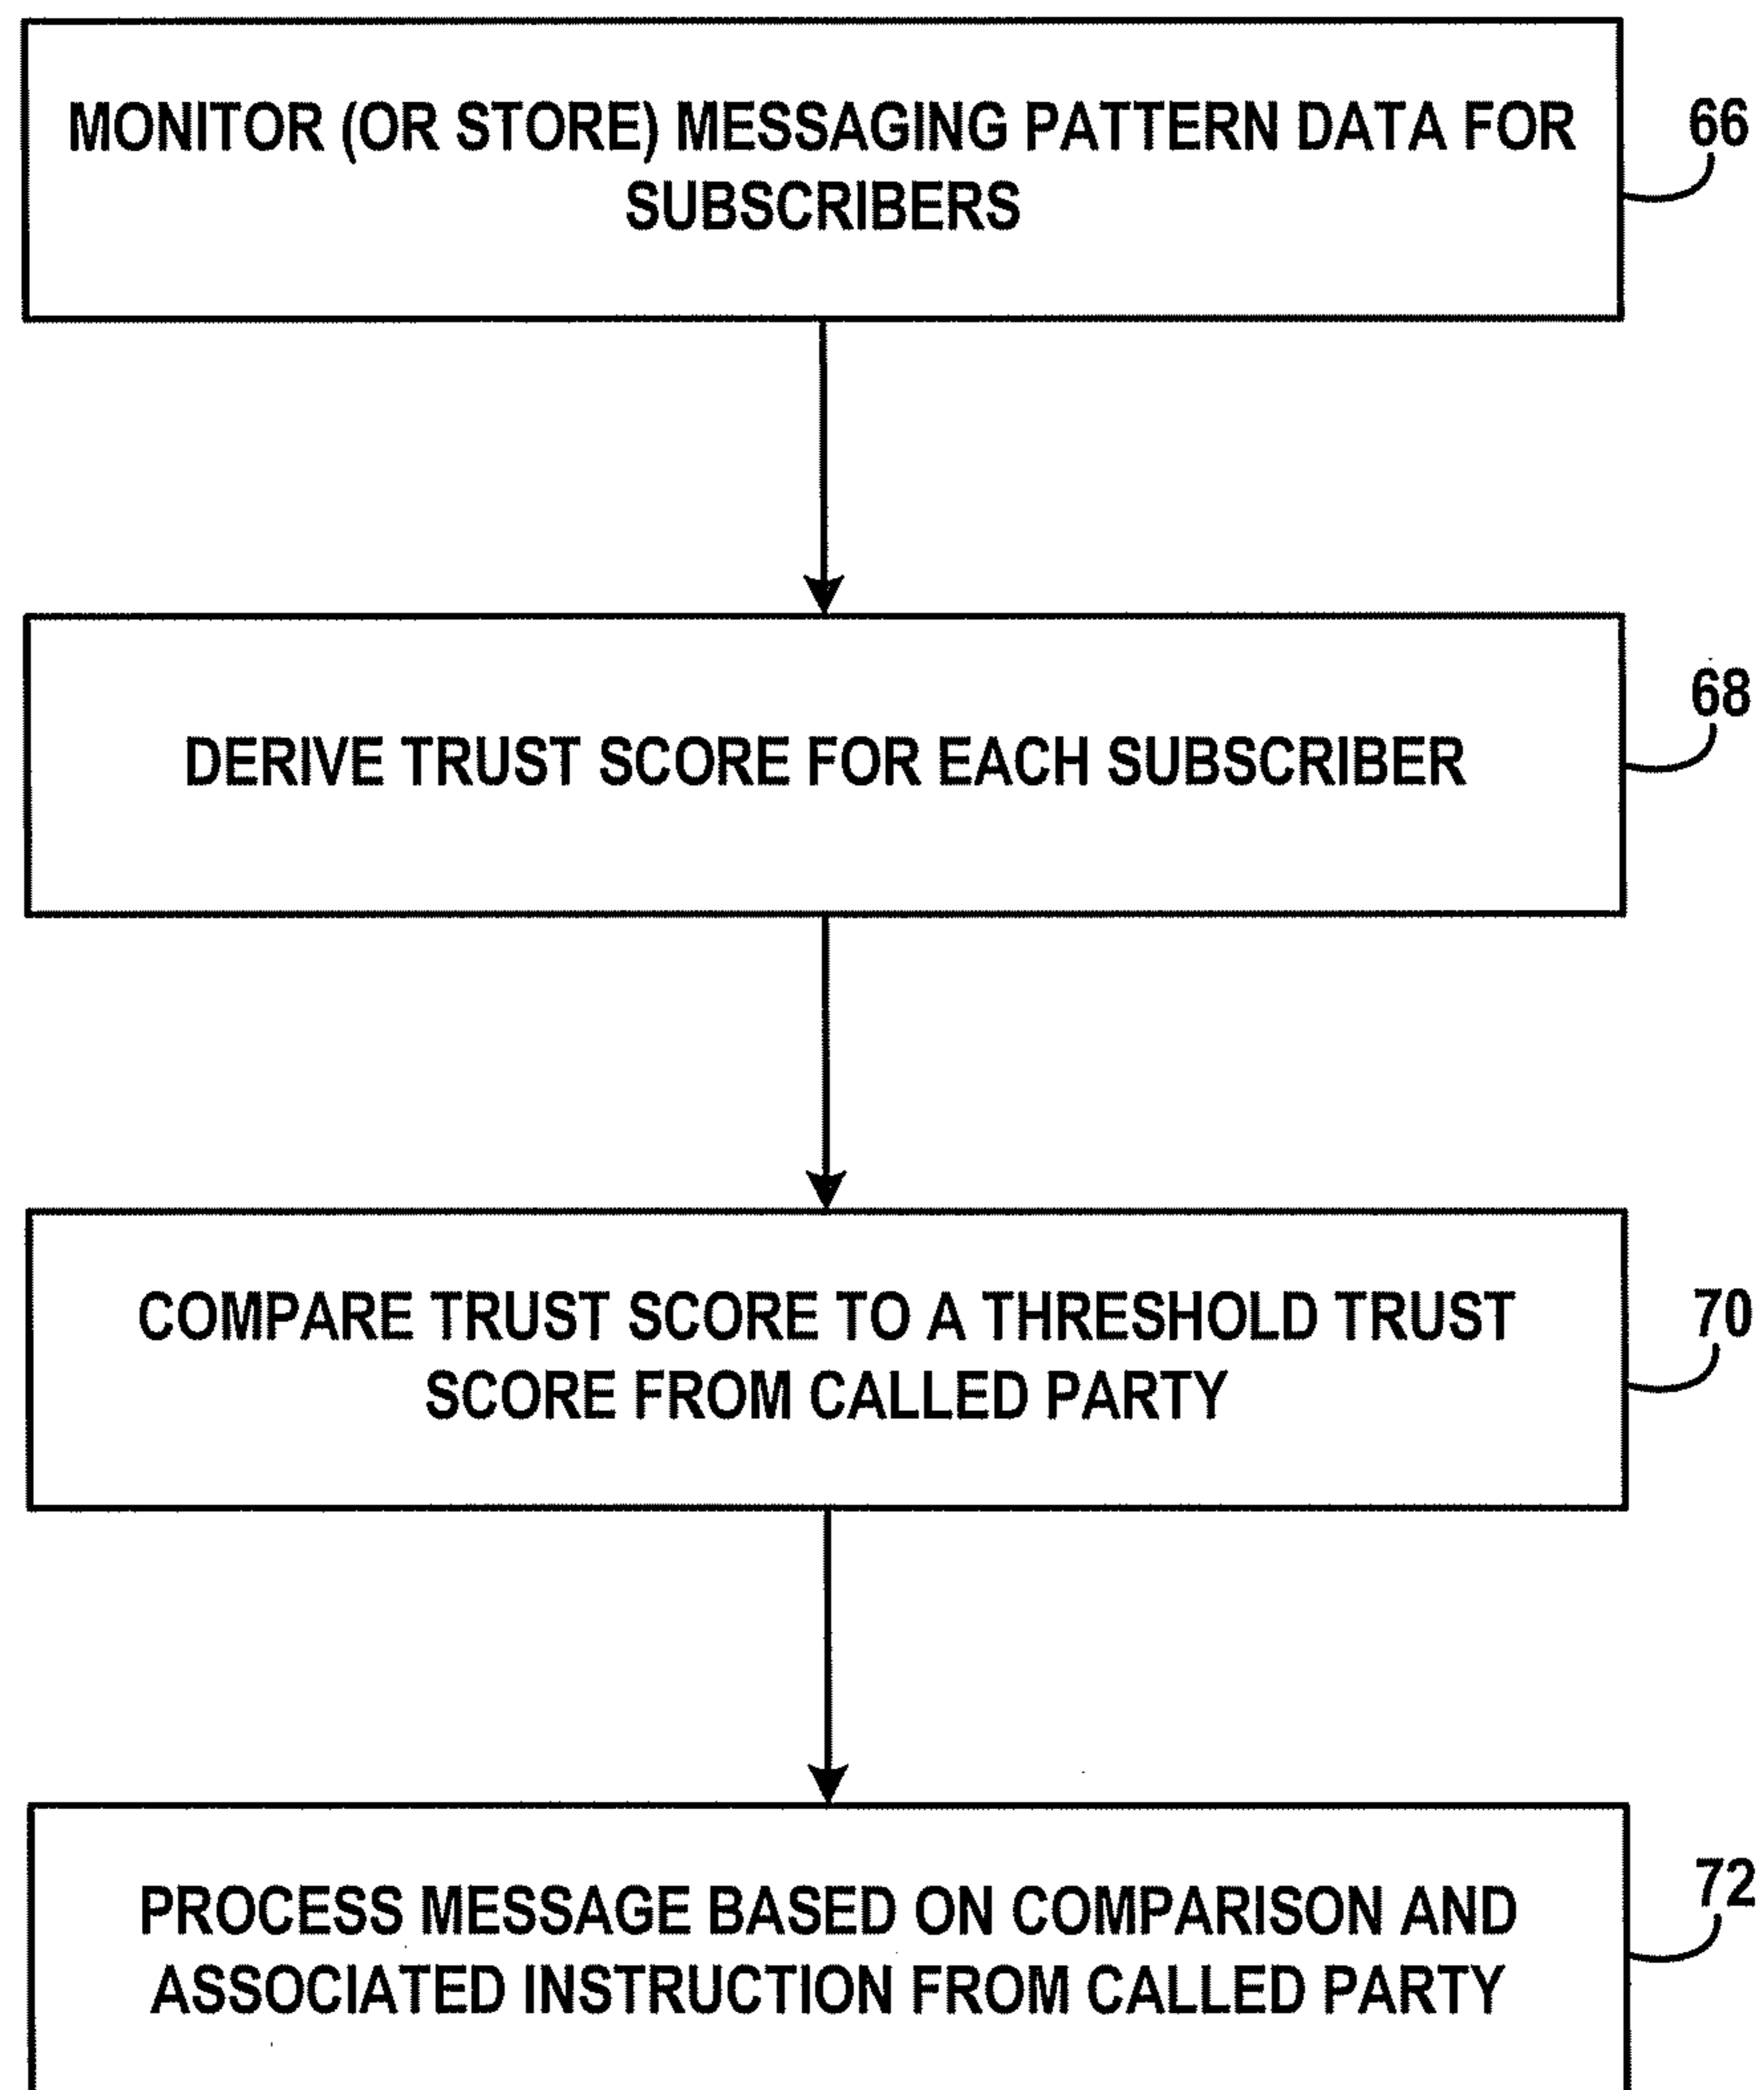 MONITOR (OR STORE) MESSAGING PATTERN DATA FOR
SUBSCRIBERS
66
DERIVE TRUST SCORE FOR EACH SUBSCRIBER
68
COMPARE TRUST SCORE TO A THRESHOLD TRUST
SCORE FROM CALLED PARTY
70
PROCESS MESSAGE BASED ON COMPARISON AND
ASSOCIATED INSTRUCTION FROM CALLED PARTY
72